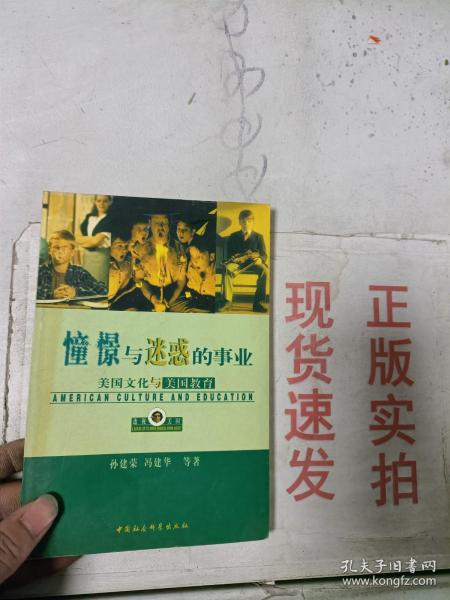 憧憬与迷惑的事业
美国文化与美国教育
AMERICAN CULTURE AND EDUCATION
孙建荣 冯建华 等著
中国社会科学出版社
正版实拍
现货速发
孔夫子旧书网
www.kongfz.com